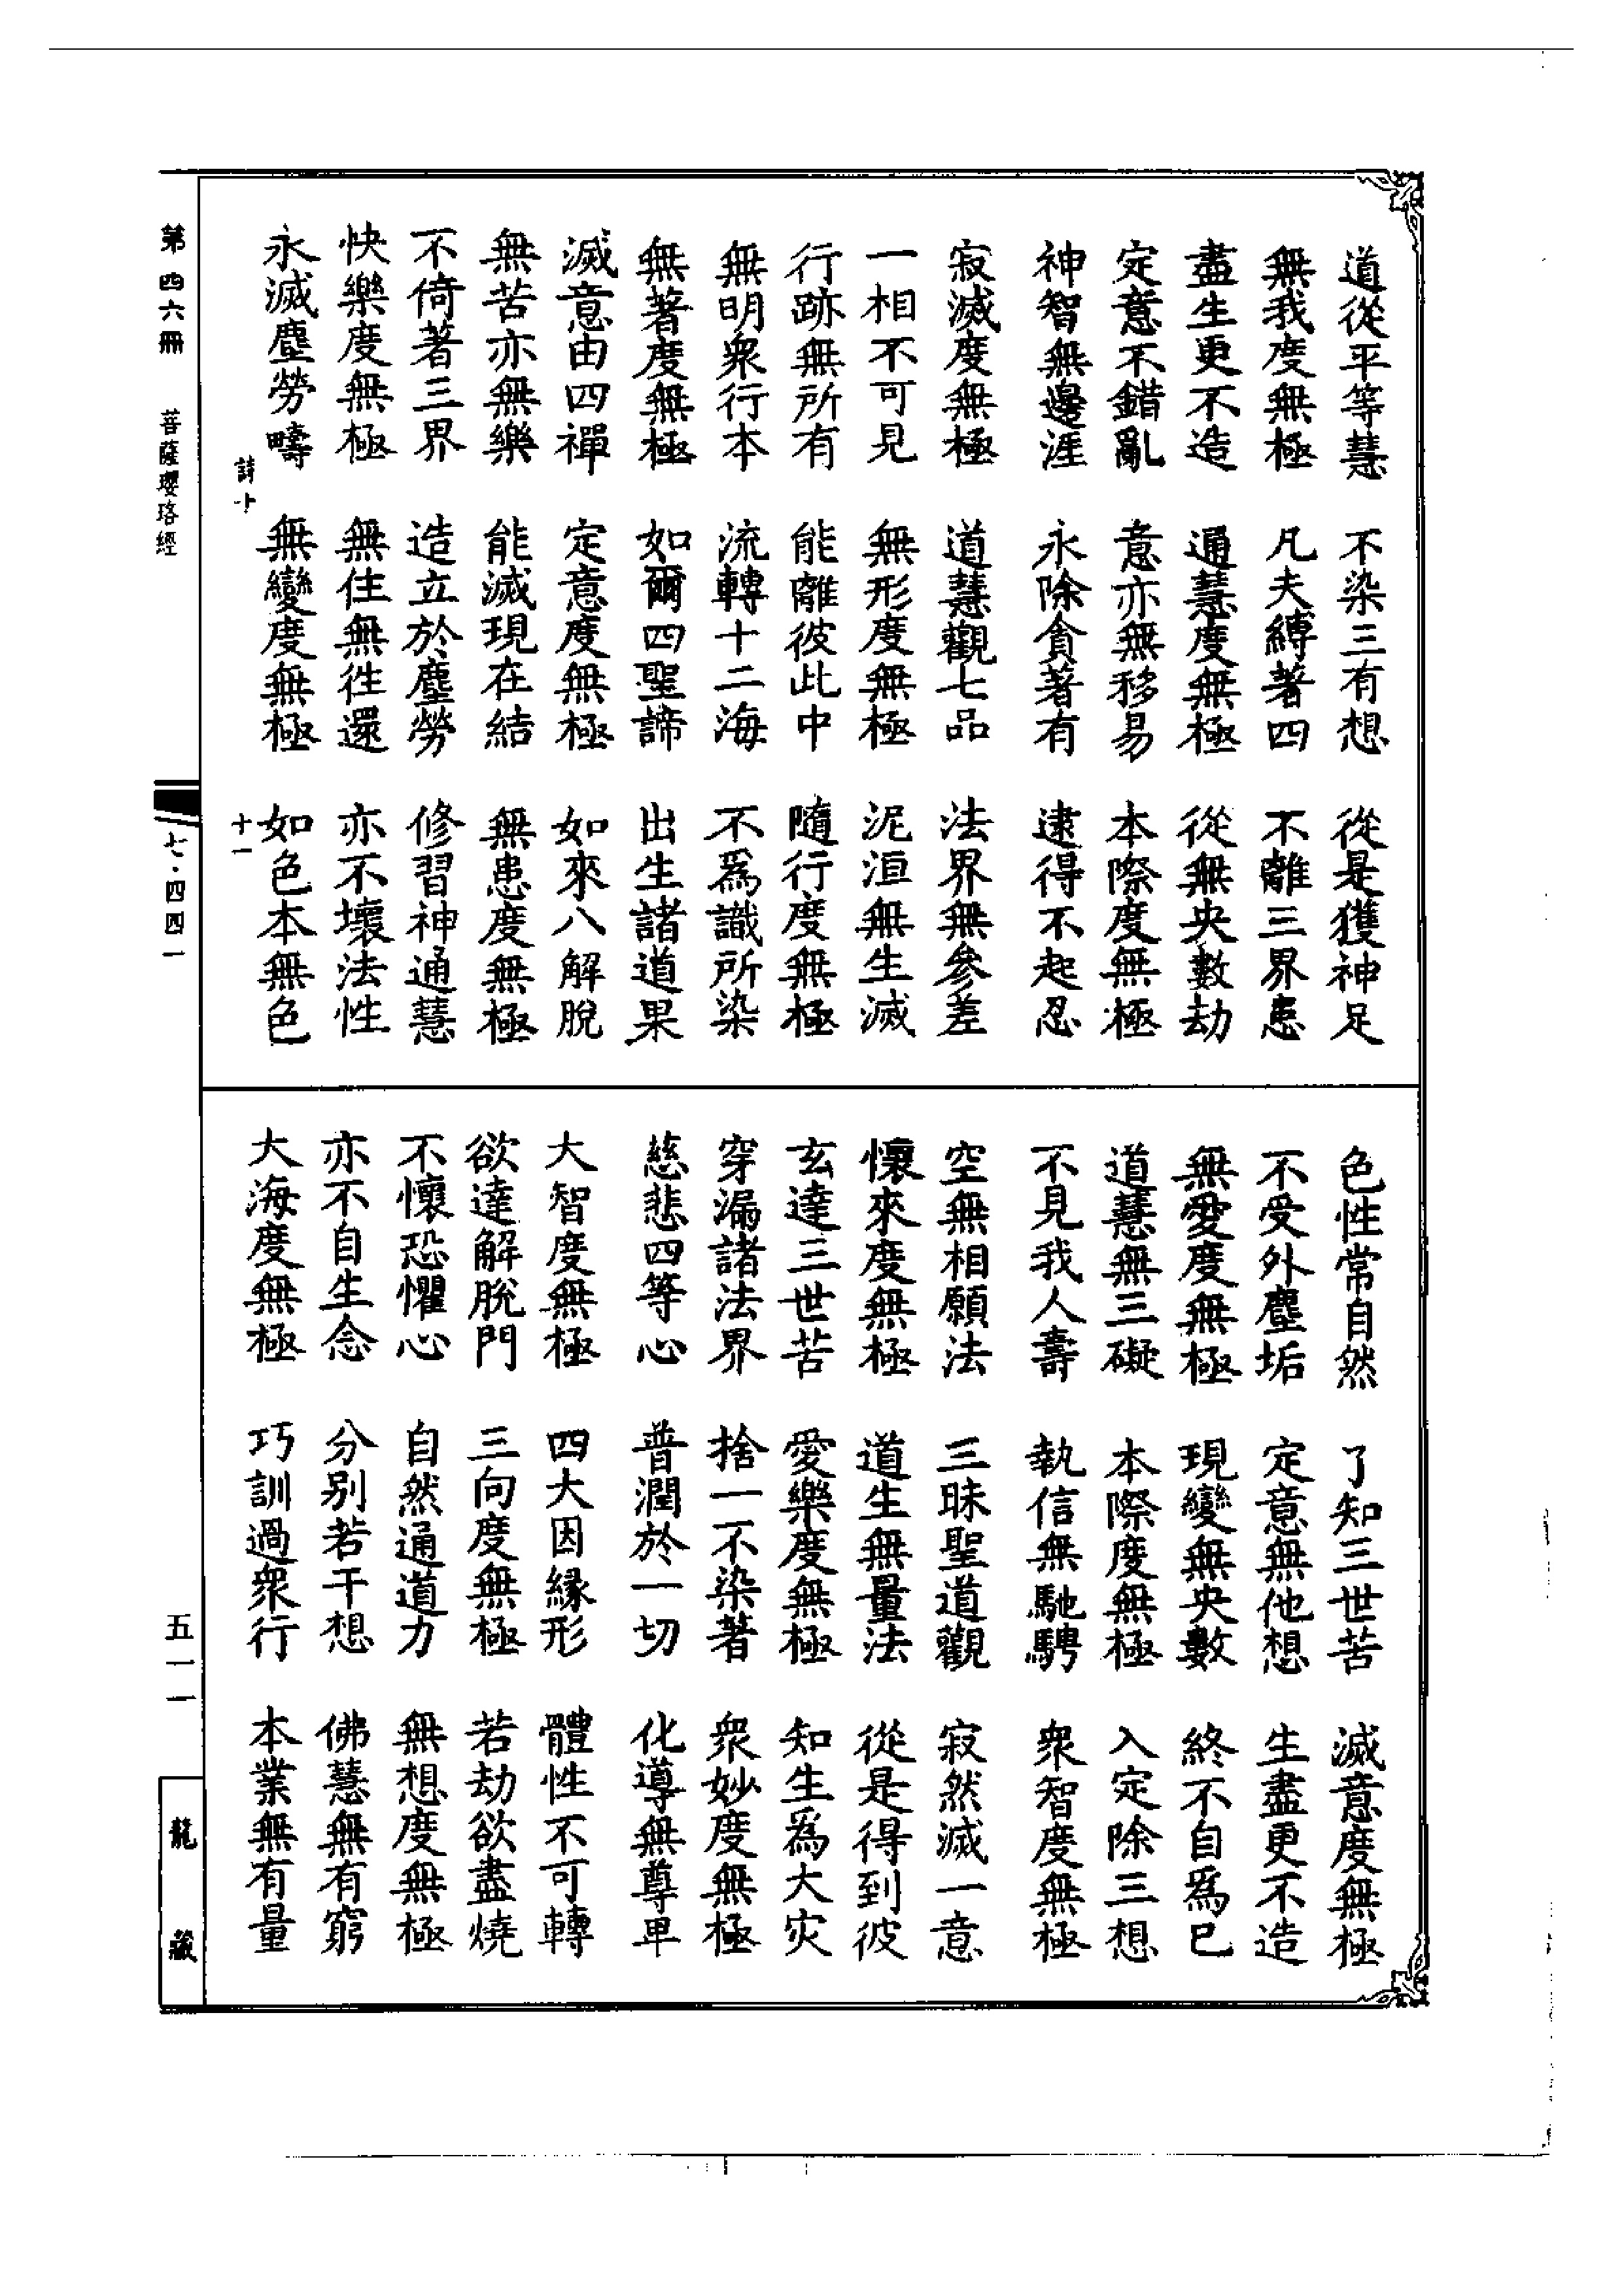 道從平等慧　不染三有想　從是獲神足
無我度無極　凡夫縛著四　不離三界患
盡生更不造　通慧度無極　從無央數劫
定意不錯亂　意亦無移易　本際度無極
神智無邊涯　永除貪著有　逮得不起忍
寂滅度無極　道慧觀七品　法界無參差
一相不可見　無形度無極　泥洹無生滅
行跡無所有　能離彼此中　隨行度無極
無明衆行本　流轉十二海　不爲識所染
無著度無極　如爾四聖諦　出生諸道果
滅意由四禪　定意度無極　如來八解脫
無苦亦無樂　能滅現在結　無患度無極
不倚著三界　造立於塵勞　修習神通慧
快樂度無極　無住無徃還　亦不壞法性
永滅塵勞疇　無變度無極　如色本無色
詩十　十一
色性常自然　了知三世苦　滅意度無極
不受外塵垢　定意無他想　生盡更不造
無愛度無極　現變無央數　終不自爲已
道慧無三礙　本際度無極　入定除三想
不見我人壽　執信無馳騁　衆智度無極
空無相願法　三昧聖道觀　寂然滅一意
懷來度無極　道生無量法　從是得到彼
玄達三世苦　愛樂度無極　知生爲大灾
穿漏諸法界　捨一不染著　衆妙度無極
慈悲四等心　普潤於一切　化導無尊卑
大智度無極　四大因緣形　體性不可轉
欲達解脫門　三向度無極　若劫欲盡燒
不懷恐懼心　自然通道力　無想度無極
亦不自生念　分别若干想　佛慧無有窮
大海度無極　巧訓過衆行　本業無有量
第四六冊　菩薩瓔珞經　七·四四一　五一一　龍藏